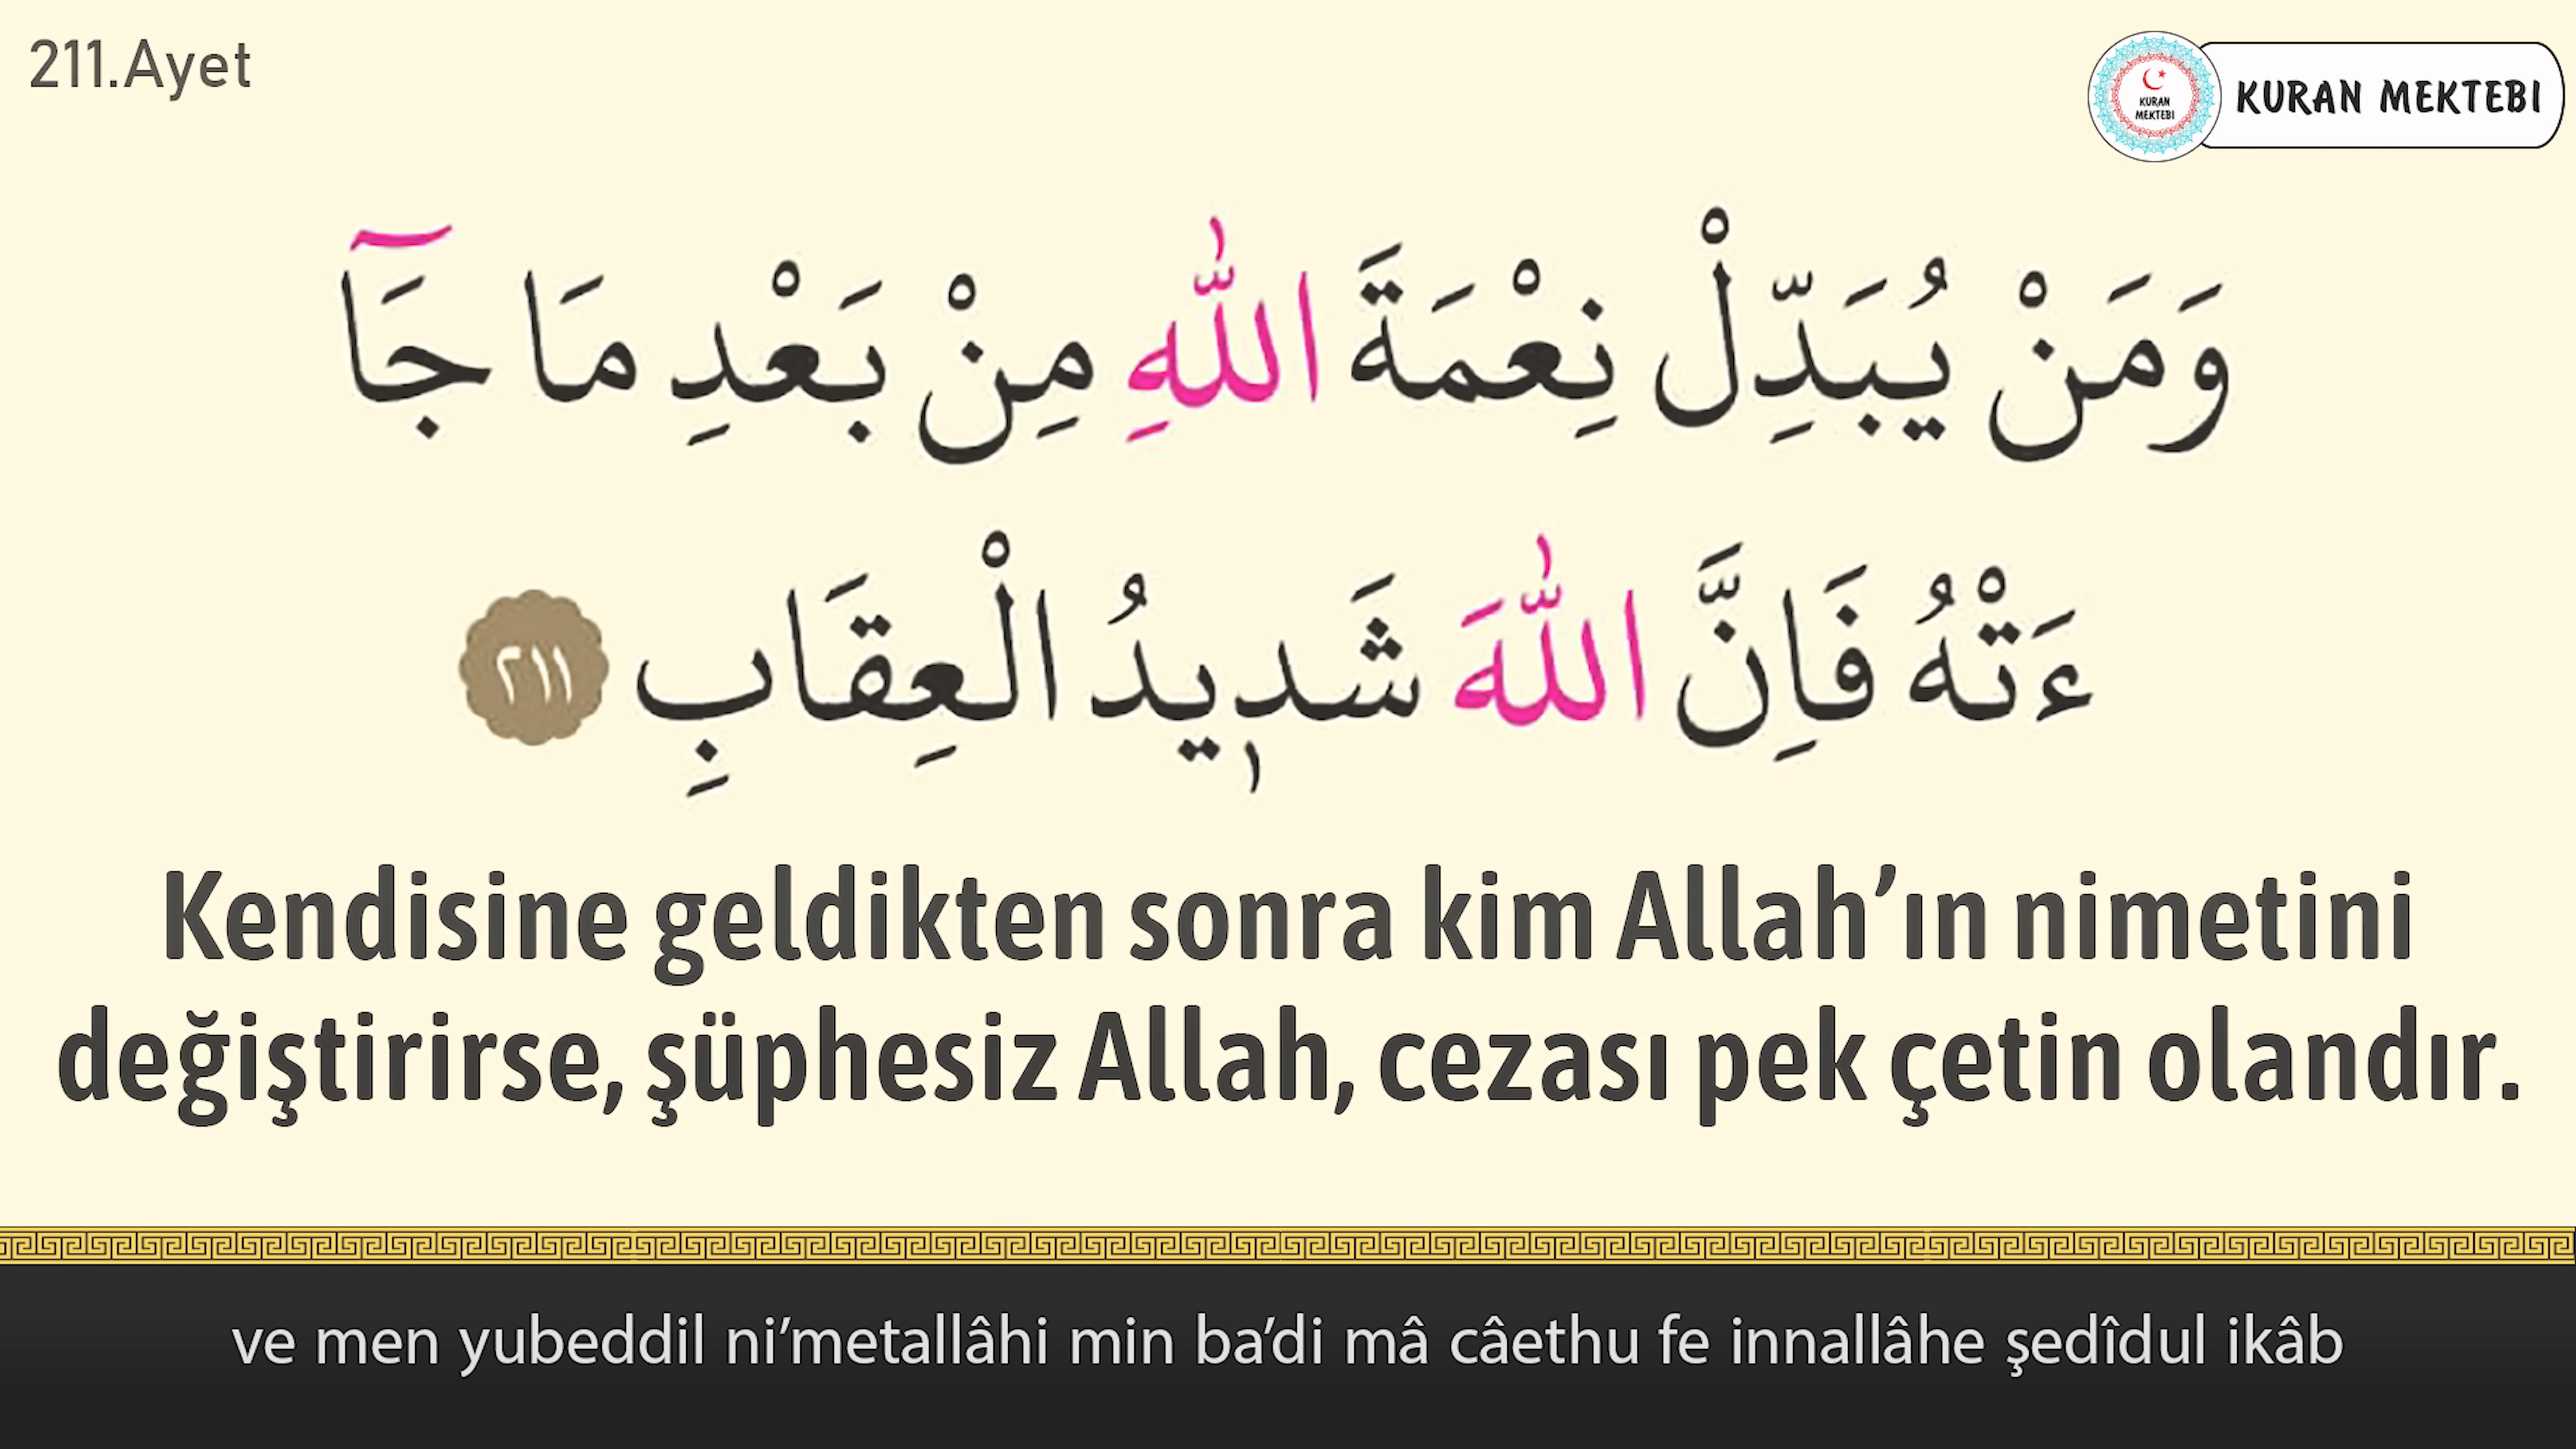 211.Ayet
KURAN MEKTEBI
KURAN MEKTEBI
وَمَنْ يُبَدِّلْ نِعْمَةَ اللّٰهِ مِنْ بَعْدِ مَا جَٓا
ءَتْهُ فَاِنَّ اللّٰهَ شَد۪يدُ الْعِقَابِ ٢١١
Kendisine geldikten sonra kim Allah’ın nimetini
değiştirirse, şüphesiz Allah, cezası pek çetin olandır.
ve men yubeddil ni’metallâhi min ba’di mâ câethu fe innallâhe şedîdul ikâb